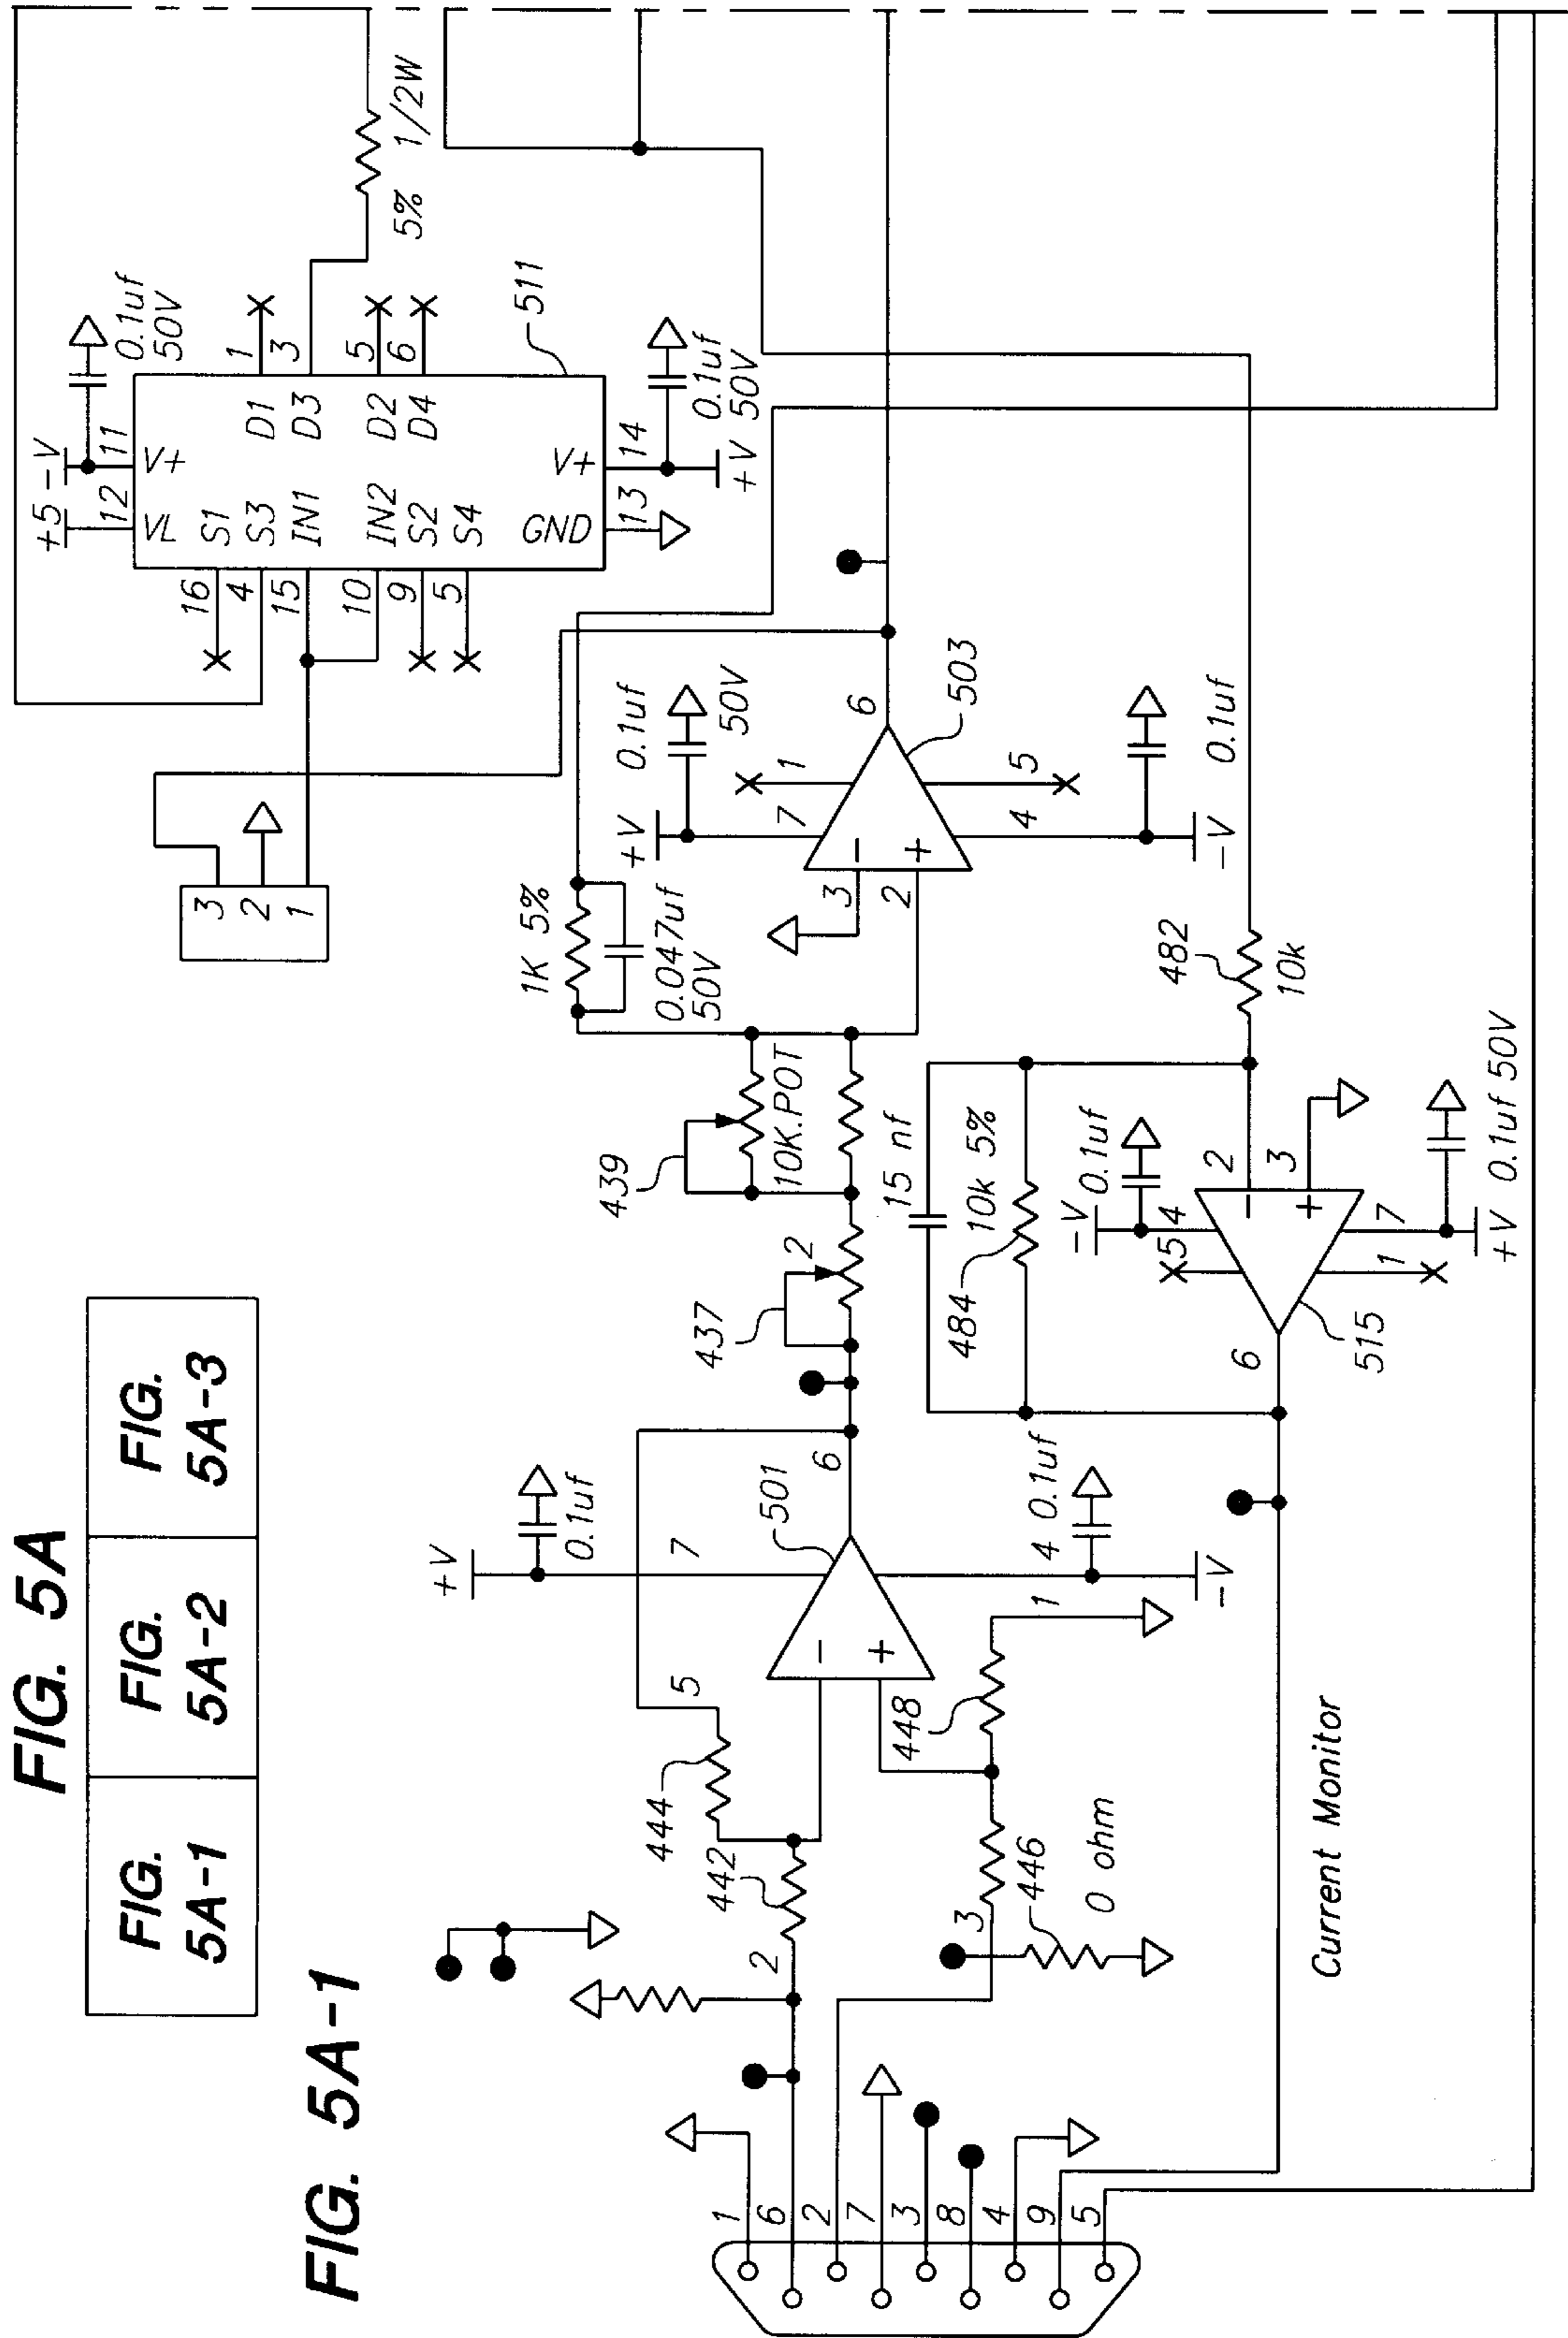 FIG. 5A
FIG.
5A-1
FIG.
5A-2
FIG.
5A-3
FIG. 5A-1
1
6
2
7
3
8
4
9
5
2
442
444
5
3
446
0 ohm
448
1
+V
0.1uf
7
501
6
4
0.1uf
-V
437
2
439
10K.POT
1K 5%
0.047uf
50V
3
2
1
+V
0.1uf
50V
7
1
3
2
-
+
6
503
4
5
0.1uf
-V
+5
-V
12
11
0.1uf
50V
VL
V+
16
S1
4
S3
15
IN1
10
IN2
9
S2
5
S4
D1
1
D3
3
D2
5
D4
6
GND
V+
13
14
+V
0.1uf
50V
511
5% 1/2W
15 nf
484
10k 5%
482
10k
-V
0.1uf
5
4
2
3
-
+
6
515
1
7
+V
0.1uf 50V
Current Monitor
-
+